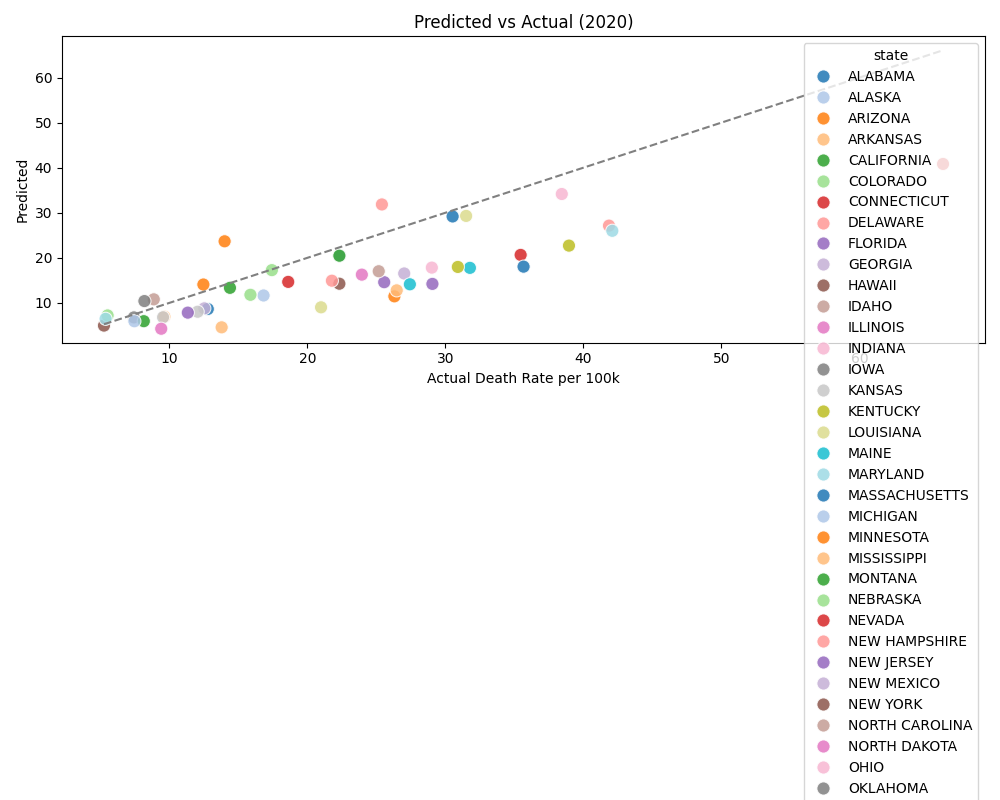 Predicted vs Actual (2020)
Predicted
60
50
40
30
20
10
10
20
30
40
50
60
Actual Death Rate per 100k
state
ALABAMA
ALASKA
ARIZONA
ARKANSAS
CALIFORNIA
COLORADO
CONNECTICUT
DELAWARE
FLORIDA
GEORGIA
HAWAII
IDAHO
ILLINOIS
INDIANA
IOWA
KANSAS
KENTUCKY
LOUISIANA
MAINE
MARYLAND
MASSACHUSETTS
MICHIGAN
MINNESOTA
MISSISSIPPI
MONTANA
NEBRASKA
NEVADA
NEW HAMPSHIRE
NEW JERSEY
NEW MEXICO
NEW YORK
NORTH CAROLINA
NORTH DAKOTA
OHIO
OKLAHOMA